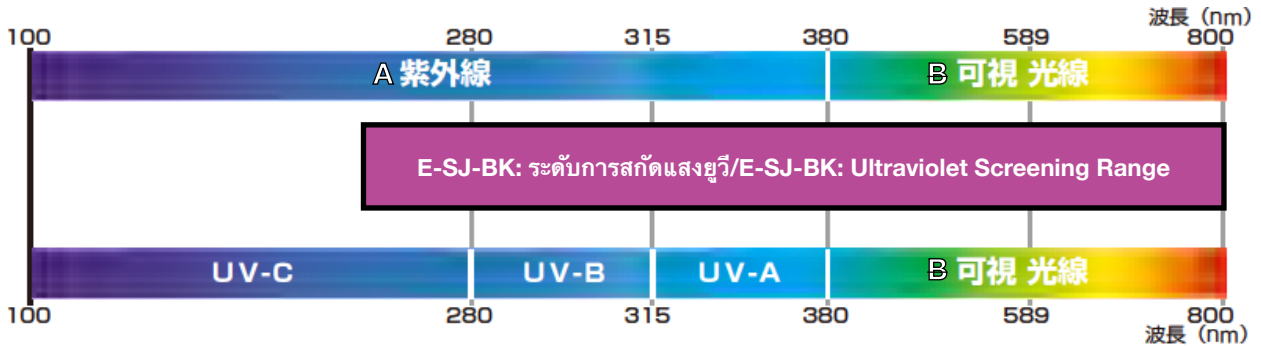 波長 (nm)
100 280 315 380 589 800
A 紫外線 B 可視 光線
E-SJ-BK: ระดับการสกัดแสงยูวี/E-SJ-BK: Ultraviolet Screening Range
UV-C UV-B UV-A B 可視 光線
100 280 315 380 589 800
波長 (nm)